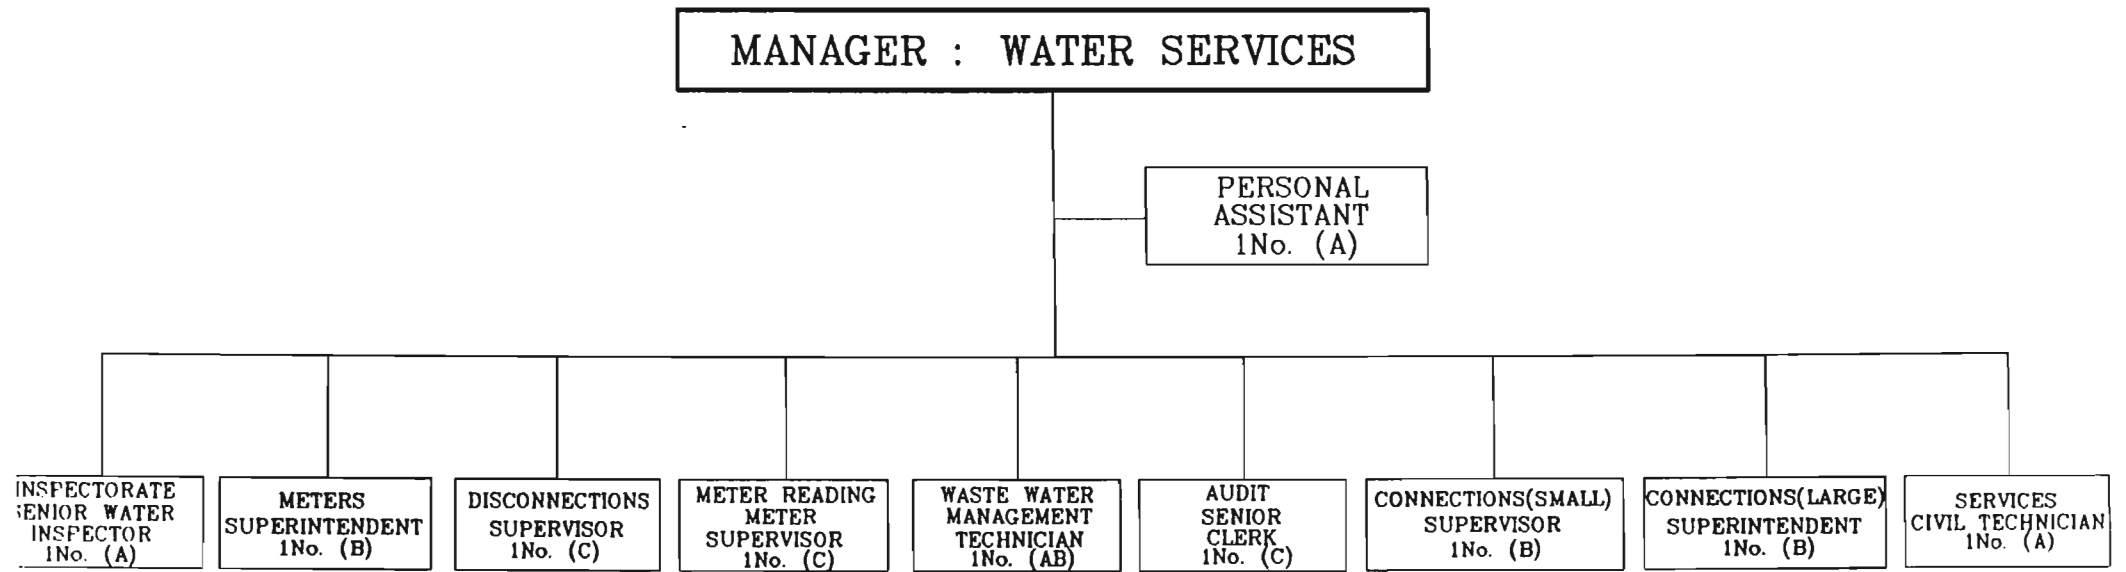 MANAGER : WATER SERVICES
PERSONAL
ASSISTANT
1No. (A)
INSPECTORATE
SENIOR WATER
INSPECTOR
1No. (A)
METERS
SUPERINTENDENT
1No. (B)
DISCONNECTIONS
SUPERVISOR
1No. (C)
METER READING
METER
SUPERVISOR
1No. (C)
WASTE WATER
MANAGEMENT
TECHNICIAN
1No. (AB)
AUDIT
SENIOR
CLERK
1No. (C)
CONNECTIONS(SMALL)
SUPERVISOR
1No. (B)
CONNECTIONS(LARGE)
SUPERINTENDENT
1No. (B)
SERVICES
CIVIL TECHNICIAN
1No. (A)